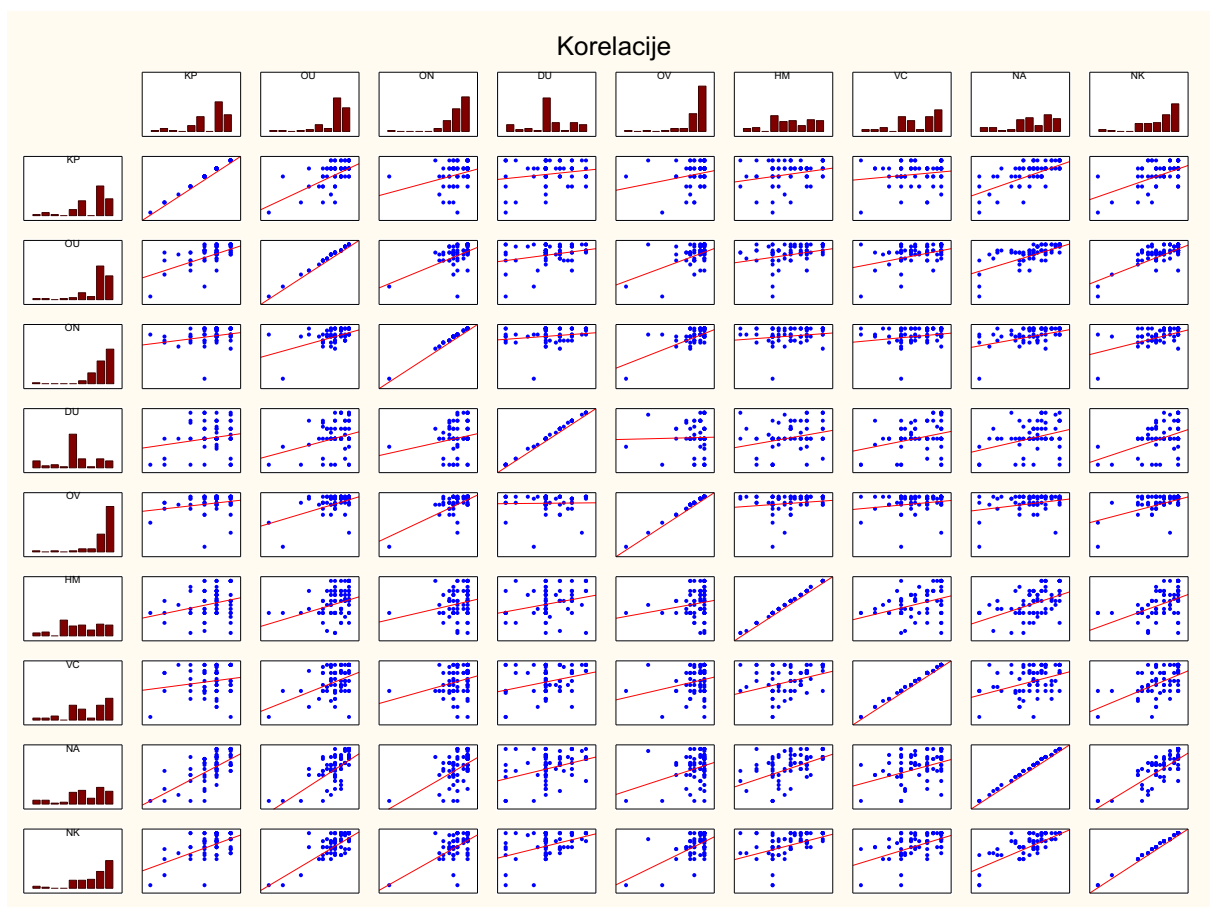 Korelacije
KP OU ON DU OV HM VC NA NK
KP
OU
ON
DU
OV
HM
VC
NA
NK